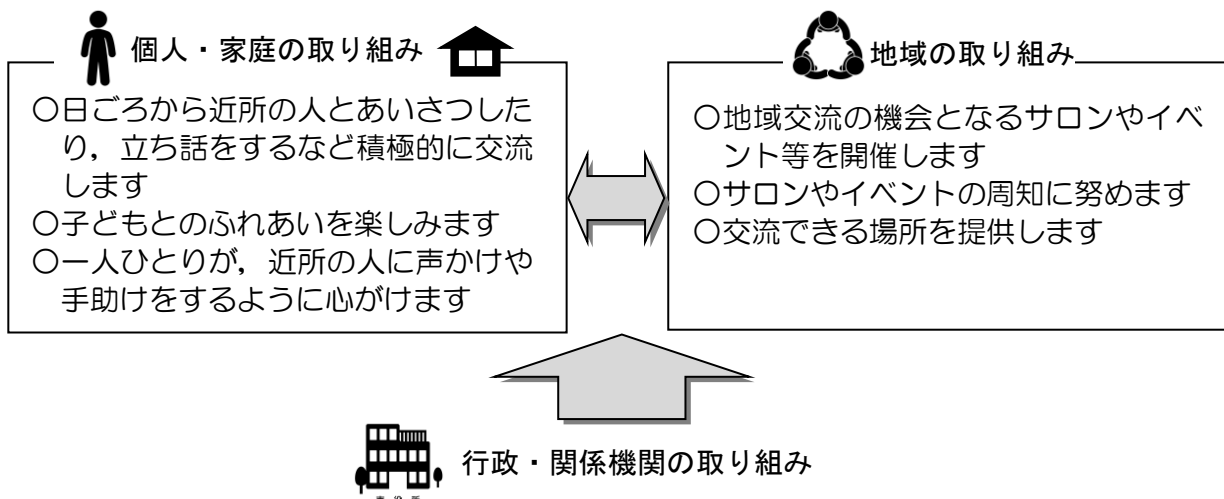 個人・家庭の取り組み
○日ごろから近所の人とあいさつした
り，立ち話をするなど積極的に交流
します
○子どもとのふれあいを楽しみます
○一人ひとりが，近所の人に声かけや
手助けをするように心がけます
地域の取り組み
○地域交流の機会となるサロンやイベ
ント等を開催します
○サロンやイベントの周知に努めます
○交流できる場所を提供します
行政・関係機関の取り組み